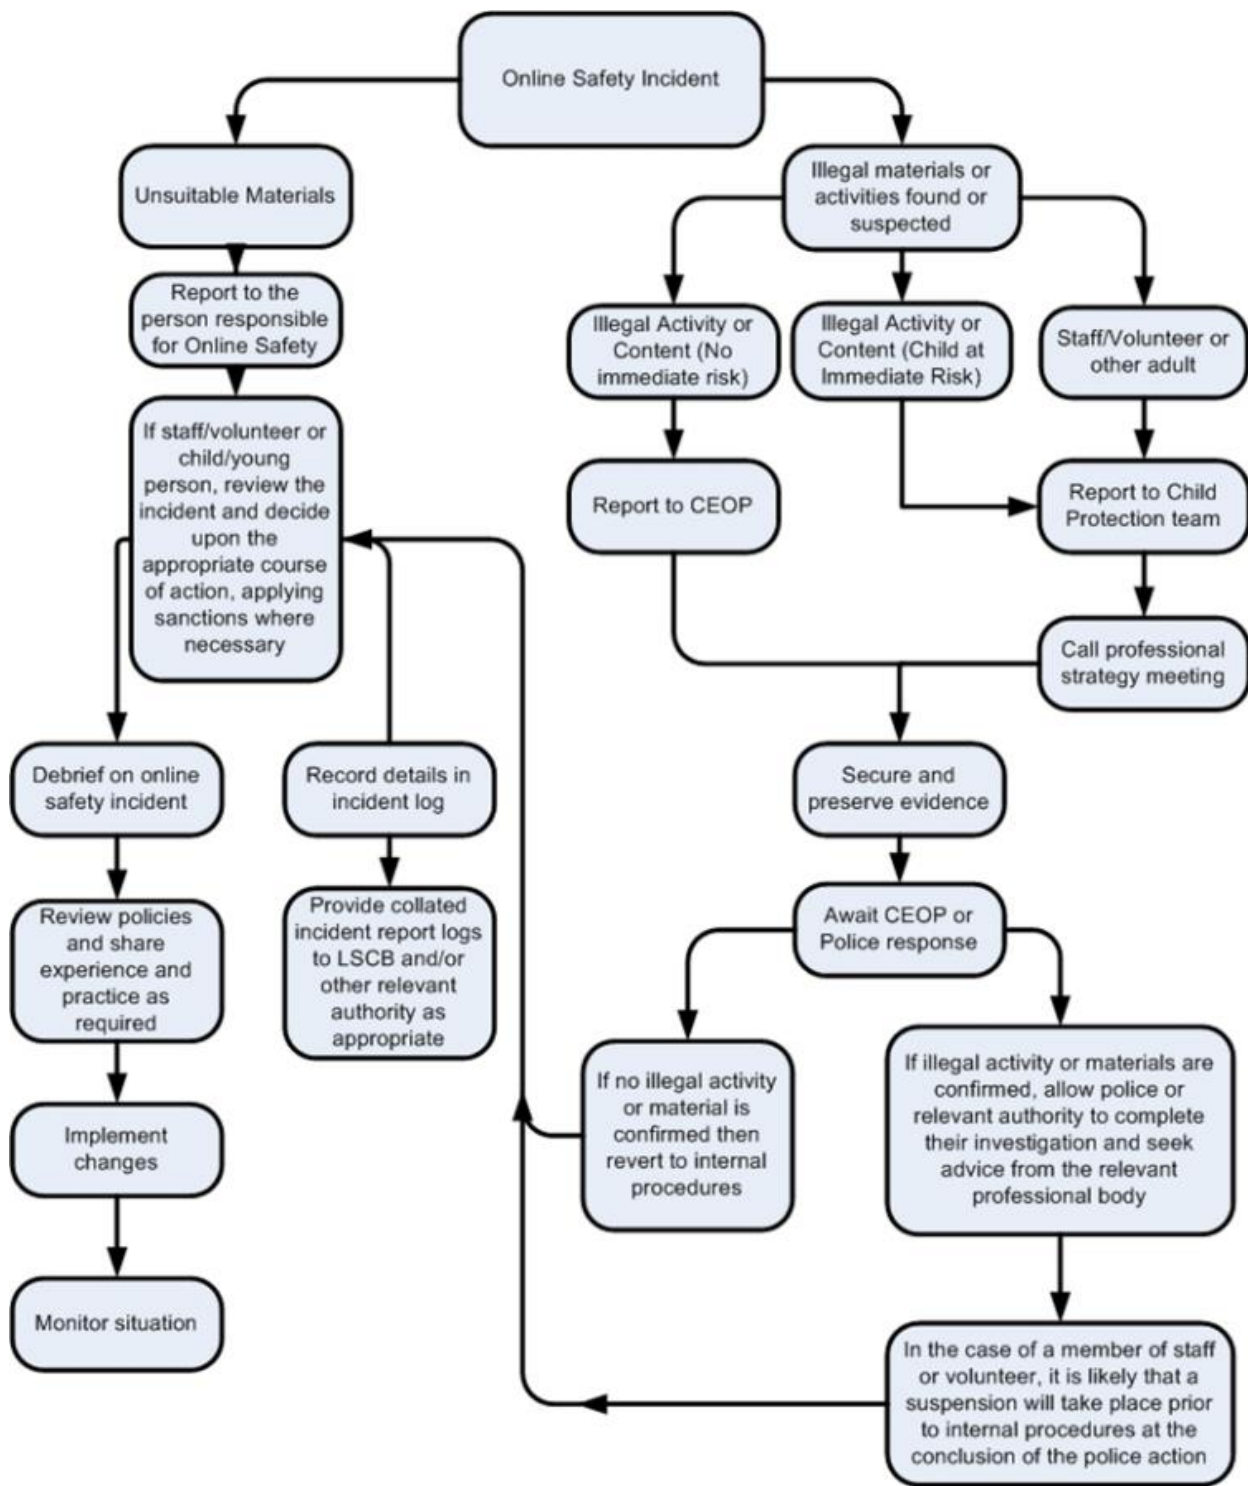 Online Safety Incident
Unsuitable Materials
Report to the
person responsible
for Online Safety
If staff/volunteer or
child/young
person, review the
incident and decide
upon the
appropriate course
of action, applying
sanctions where
necessary
Debrief on online
safety incident
Review policies
and share
experience and
practice as
required
Implement
changes
Monitor situation
Record details in
incident log
Provide collated
incident report logs
to LSCB and/or
other relevant
authority as
appropriate
Illegal materials or
activities found or
suspected
Illegal Activity or
Content (No
immediate risk)
Illegal Activity or
Content (Child at
Immediate Risk)
Staff/Volunteer or
other adult
Report to CEOP
Report to Child
Protection team
Call professional
strategy meeting
Secure and
preserve evidence
Await CEOP or
Police response
If no illegal activity
or material is
confirmed then
revert to internal
procedures
If illegal activity or materials are
confirmed, allow police or
relevant authority to complete
their investigation and seek
advice from the relevant
professional body
In the case of a member of staff
or volunteer, it is likely that a
suspension will take place prior
to internal procedures at the
conclusion of the police action